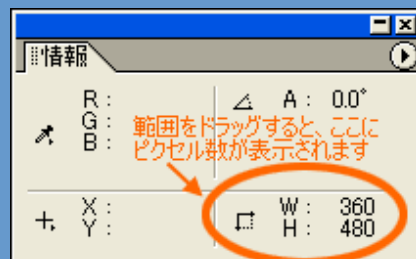 情報
R :
G :
B :
A : 0.0°
範囲をドラッグすると、ここに
ピクセル数が表示されます
X :
Y :
W : 360
H : 480